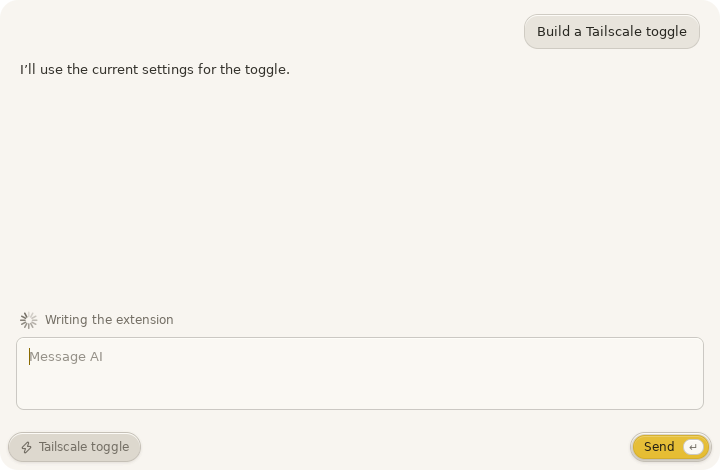 Build a Tailscale toggle
I’ll use the current settings for the toggle.
Writing the extension
Message AI
Tailscale toggle
Send ↵